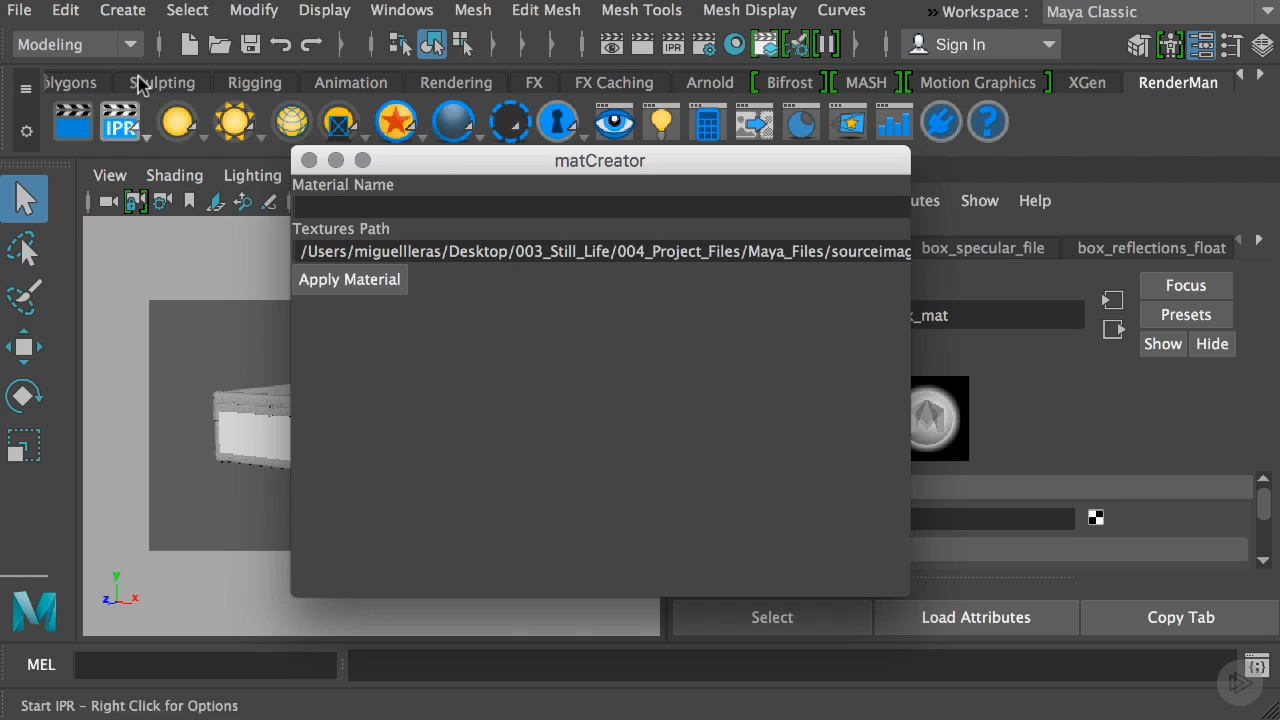 File Edit Create Select Modify Display Windows Mesh Edit Mesh Mesh Tools Mesh Display Curves » Workspace : Maya Classic
Modeling IPR Sign In
olygons Sculpting Rigging Animation Rendering FX FX Caching Arnold Bifrost MASH Motion Graphics XGen RenderMan
IPR ?
matCreator
View Shading Lighting
Material Name
utes Show Help
Textures Path
box_specular_file box_reflections_float
/Users/miguellleras/Desktop/003_Still_Life/004_Project_Files/Maya_Files/sourceimag
Apply Material
Focus
_mat
Presets
Show Hide
y
z x
M
Select Load Attributes Copy Tab
MEL
Start IPR – Right Click for Options